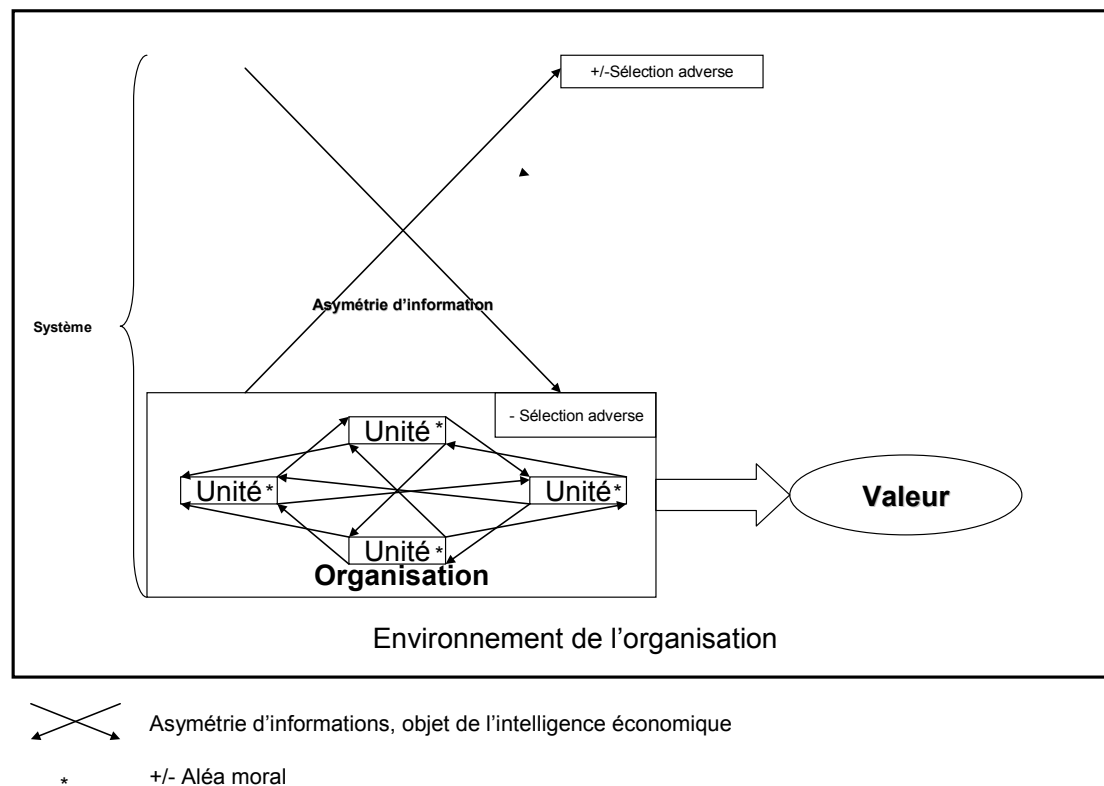 +/-Sélection adverse
Asymétrie d’information
Système
- Sélection adverse
Unité *
Unité *
Unité *
Unité *
Organisation
Valeur
Environnement de l’organisation
Asymétrie d’informations, objet de l’intelligence économique
* +/- Aléa moral